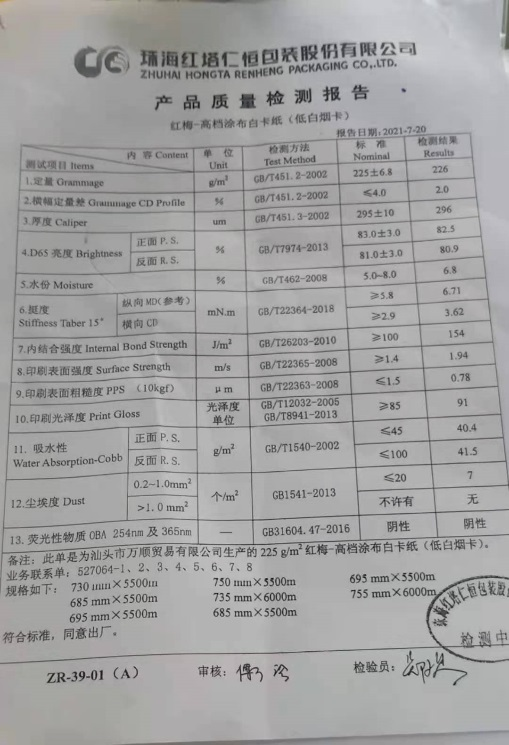 珠海红塔仁恒包装股份有限公司
ZHUHAI HONGTA RENHENG PACKAGING CO.,LTD.
产品质量检测报告
红梅-高档涂布白卡纸（低白烟卡）
报告日期:2021-7-20
测试项目 Items 内容 Content 单位 Unit 检测方法 Test Method 标准 Nominal 检测结果 Results
1.定量 Grammage g/m² GB/T451.2-2002 225±6.8 226
2.横幅定量差 Grammage CD Profile % GB/T451.2-2002 ≤4.0 2.0
3.厚度 Caliper um GB/T451.3-2002 295±10 296
4.D65 亮度 Brightness 正面 P.S. % GB/T7974-2013 83.0±3.0 82.5
反面 R.S. 81.0±3.0 80.9
5.水份 Moisture % GB/T462-2008 5.0-8.0 6.8
6.挺度 Stiffness Taber 15° 纵向 MD(参考) mN.m GB/T22364-2018 ≥5.8 6.71
横向 CD ≥2.9 3.62
7.内结合强度 Internal Bond Strength J/m² GB/T26203-2010 ≥100 154
8.印刷表面强度 Surface Strength m/s GB/T22365-2008 ≥1.4 1.94
9.印刷表面粗糙度 PPS （10kgf） μm GB/T22363-2008 ≤1.5 0.78
10.印刷光泽度 Print Gloss 光泽度单位 GB/T12032-2005 GB/T8941-2013 ≥85 91
11. 吸水性 Water Absorption-Cobb 正面 P.S. g/m² GB/T1540-2002 ≤45 40.4
反面 R.S. ≤100 41.5
12.尘埃度 Dust 0.2-1.0mm² 个/m² GB1541-2013 ≤20 7
>1.0 mm² 不许有 无
13. 荧光性物质 OBA 254nm 及 365nm — GB31604.47-2016 阴性 阴性
备注：此单是为汕头市万顺贸易有限公司生产的 225 g/m² 红梅-高档涂布白卡纸（低白烟卡）。
业务联系单：527064-1、2、3、4、5、6、7、8
规格如下： 730 mm×5500m 750 mm×5500m 695 mm×5500m
685 mm×5500m 735 mm×6000m 755 mm×6000m
695 mm×5500m 685 mm×5500m
符合标准，同意出厂。
红塔仁恒包装股
检测中
ZR-39-01（A） 审核： 检验员：